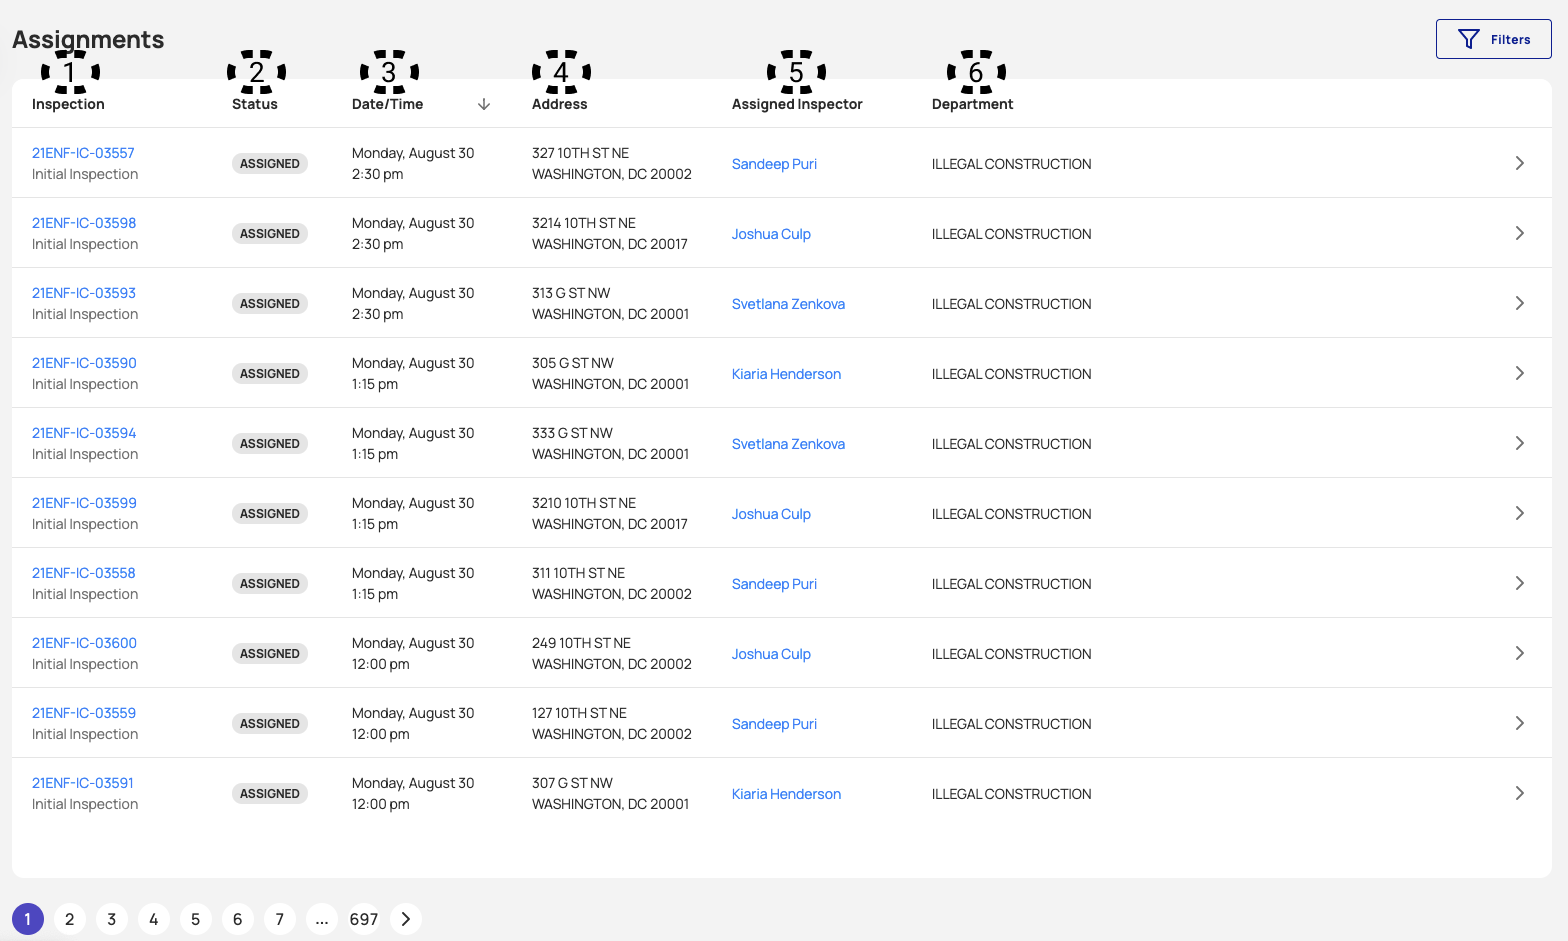 Assignments
Filters
1 2 3 4 5 6
Inspection Status Date/Time Address Assigned Inspector Department
21ENF-IC-03557
Initial Inspection
ASSIGNED
Monday, August 30
2:30 pm
327 10TH ST NE
WASHINGTON, DC 20002
Sandeep Puri
ILLEGAL CONSTRUCTION
21ENF-IC-03598
Initial Inspection
ASSIGNED
Monday, August 30
2:30 pm
3214 10TH ST NE
WASHINGTON, DC 20017
Joshua Culp
ILLEGAL CONSTRUCTION
21ENF-IC-03593
Initial Inspection
ASSIGNED
Monday, August 30
2:30 pm
313 G ST NW
WASHINGTON, DC 20001
Svetlana Zenkova
ILLEGAL CONSTRUCTION
21ENF-IC-03590
Initial Inspection
ASSIGNED
Monday, August 30
1:15 pm
305 G ST NW
WASHINGTON, DC 20001
Kiaria Henderson
ILLEGAL CONSTRUCTION
21ENF-IC-03594
Initial Inspection
ASSIGNED
Monday, August 30
1:15 pm
333 G ST NW
WASHINGTON, DC 20001
Svetlana Zenkova
ILLEGAL CONSTRUCTION
21ENF-IC-03599
Initial Inspection
ASSIGNED
Monday, August 30
1:15 pm
3210 10TH ST NE
WASHINGTON, DC 20017
Joshua Culp
ILLEGAL CONSTRUCTION
21ENF-IC-03558
Initial Inspection
ASSIGNED
Monday, August 30
1:15 pm
311 10TH ST NE
WASHINGTON, DC 20002
Sandeep Puri
ILLEGAL CONSTRUCTION
21ENF-IC-03600
Initial Inspection
ASSIGNED
Monday, August 30
12:00 pm
249 10TH ST NE
WASHINGTON, DC 20002
Joshua Culp
ILLEGAL CONSTRUCTION
21ENF-IC-03559
Initial Inspection
ASSIGNED
Monday, August 30
12:00 pm
127 10TH ST NE
WASHINGTON, DC 20002
Sandeep Puri
ILLEGAL CONSTRUCTION
21ENF-IC-03591
Initial Inspection
ASSIGNED
Monday, August 30
12:00 pm
307 G ST NW
WASHINGTON, DC 20001
Kiaria Henderson
ILLEGAL CONSTRUCTION
1 2 3 4 5 6 7 ... 697